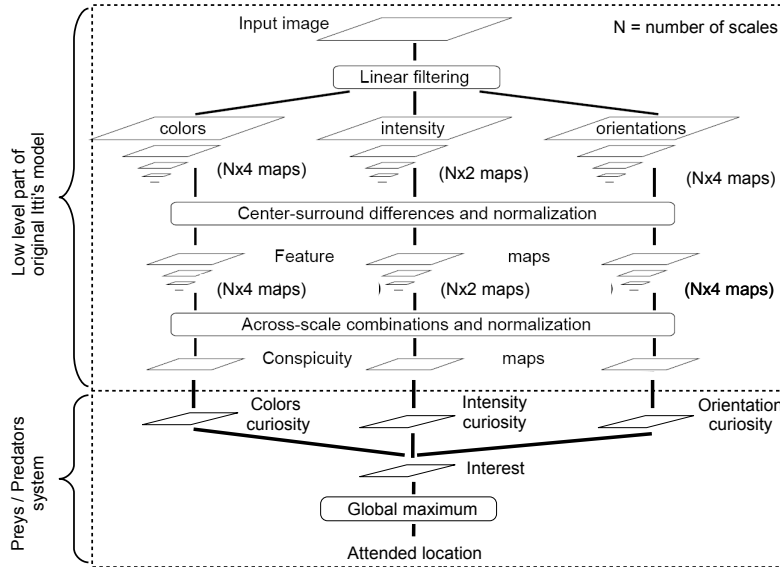 Input image
N = number of scales
Linear filtering
colors
intensity
orientations
(Nx4 maps)
(Nx2 maps)
(Nx4 maps)
Center-surround differences and normalization
Feature
maps
(Nx4 maps)
(Nx2 maps)
(Nx4 maps)
Across-scale combinations and normalization
Conspicuity
maps
Low level part of
original Itti's model
Colors
curiosity
Intensity
curiosity
Orientation
curiosity
Interest
Global maximum
Attended location
Preys / Predators
system